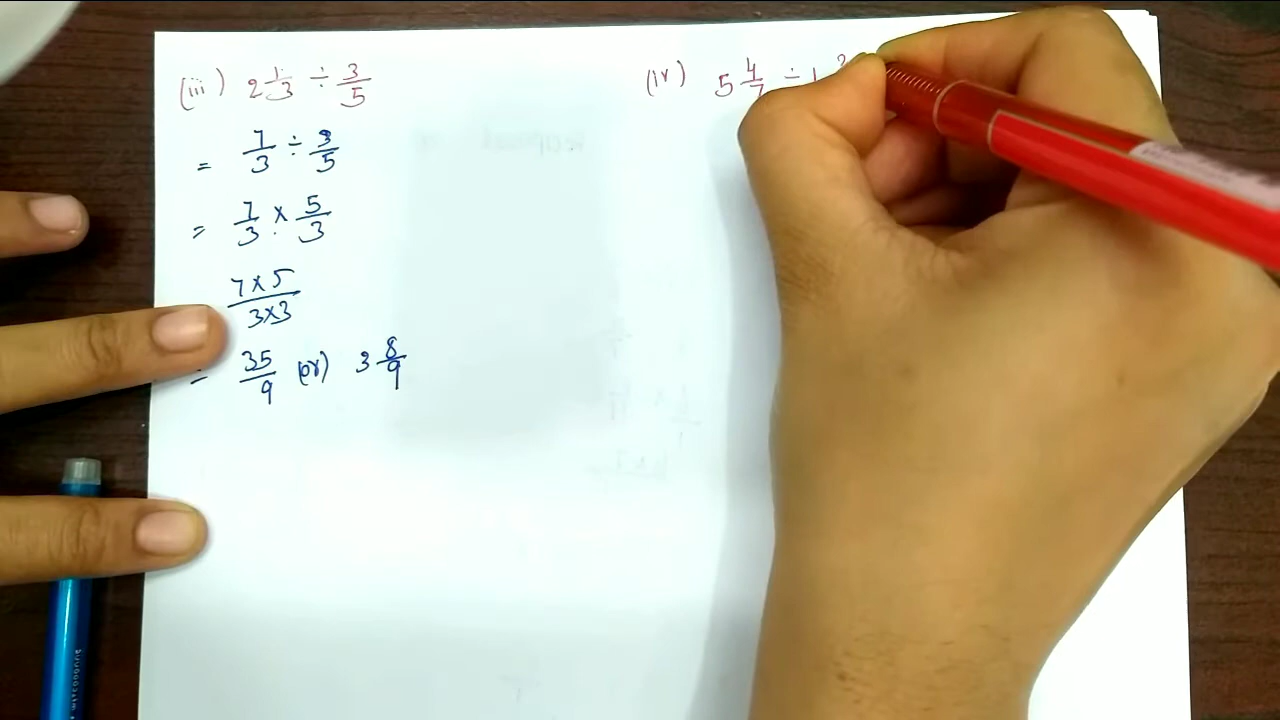 (iii) 2 1/3 ÷ 3/5
= 7/3 ÷ 3/5
= 7/3 × 5/3
7×5/3×3
= 35/9 (or) 3 8/9
(iv) 5 4/7 ÷ 1